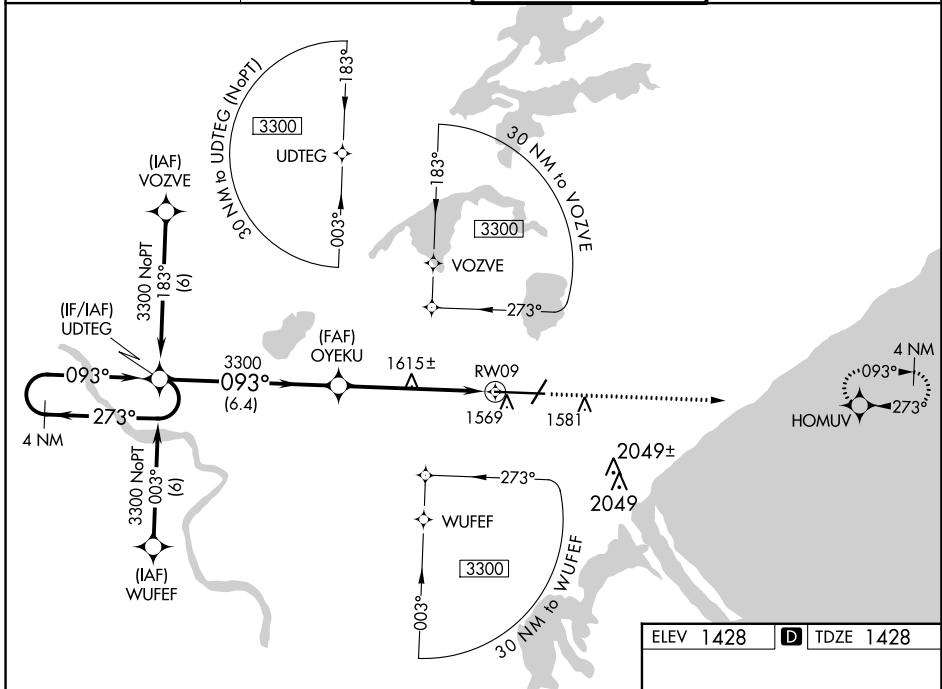 30 NM to UDTEG (NoPT)
3300
183°
UDTEG
003°
30 NM to VOZVE
183°
3300
VOZVE
273°
(IAF)
VOZVE
3300 NoPT
183°
(6)
(IF/IAF)
UDTEG
093°
273°
4 NM
3300
093°
(6.4)
(FAF)
OYEKU
1615±
RW09
1569
1581
4 NM
093°
273°
HOMUV
2049±
2049
3300 NoPT
003°
(6)
(IAF)
WUFEF
273°
WUFEF
3300
003°
30 NM to WUFEF
ELEV 1428 D TDZE 1428